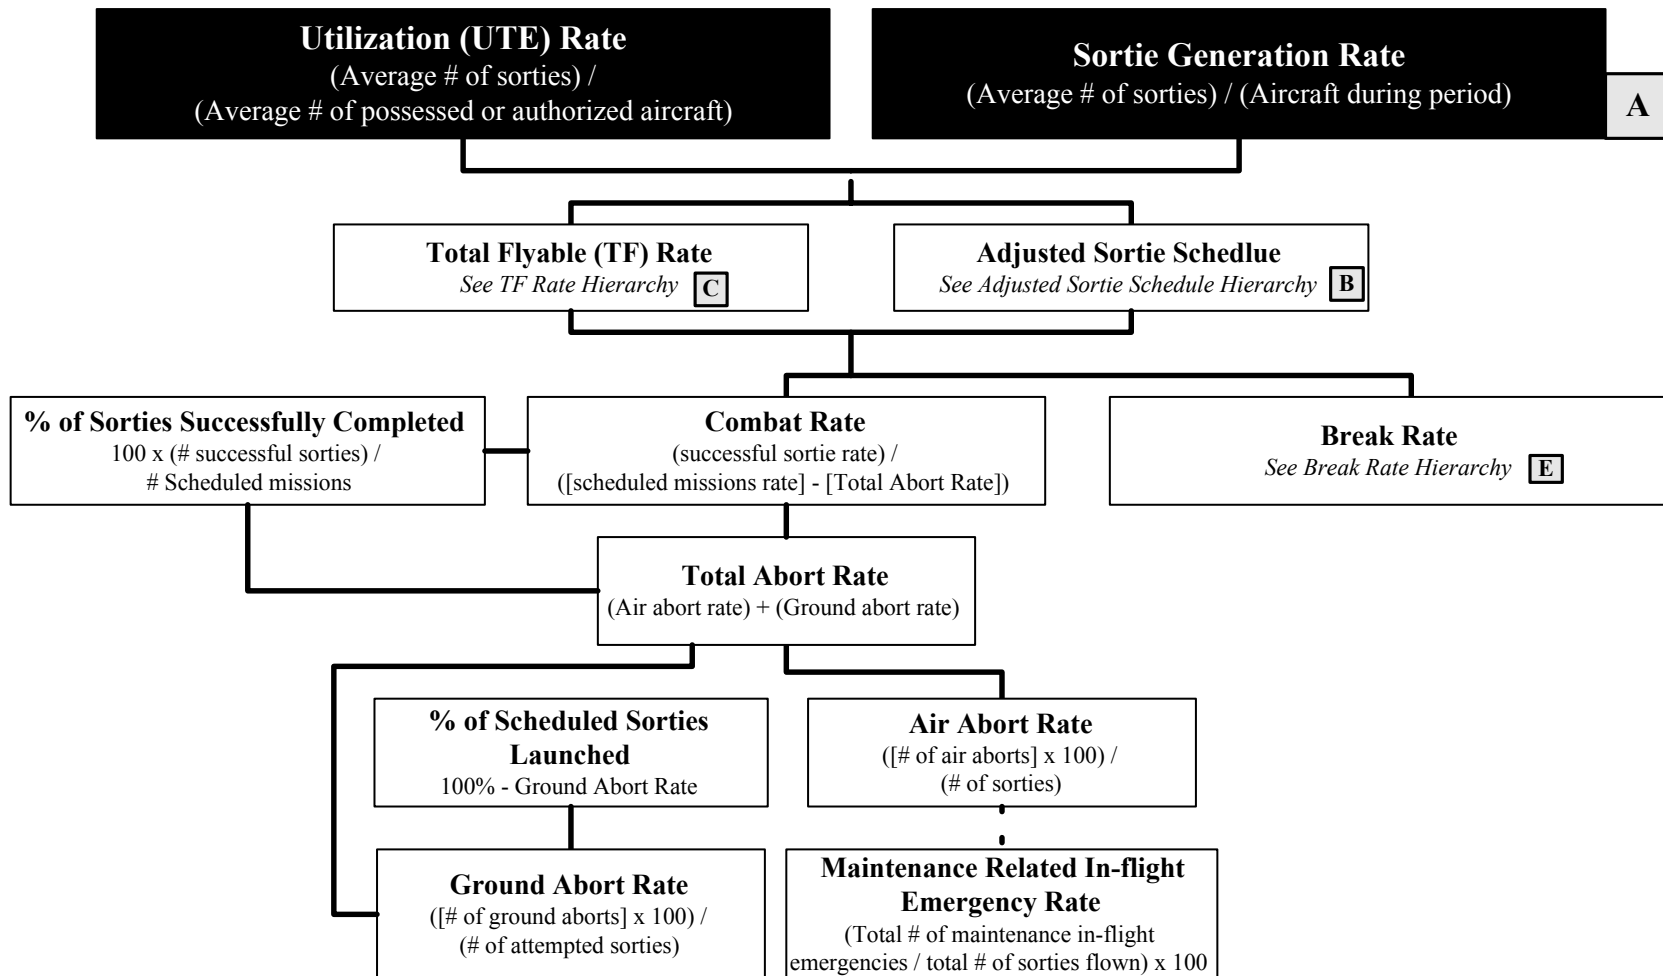 Utilization (UTE) Rate
(Average # of sorties) /
(Average # of possessed or authorized aircraft)
Sortie Generation Rate
(Average # of sorties) / (Aircraft during period)
A
Total Flyable (TF) Rate
See TF Rate Hierarchy C
Adjusted Sortie Schedlue
See Adjusted Sortie Schedule Hierarchy B
% of Sorties Successfully Completed
100 x (# successful sorties) /
# Scheduled missions
Combat Rate
(successful sortie rate) /
([scheduled missions rate] - [Total Abort Rate])
Break Rate
See Break Rate Hierarchy E
Total Abort Rate
(Air abort rate) + (Ground abort rate)
% of Scheduled Sorties
Launched
100% - Ground Abort Rate
Air Abort Rate
([# of air aborts] x 100) /
(# of sorties)
Ground Abort Rate
([# of ground aborts] x 100) /
(# of attempted sorties)
Maintenance Related In-flight
Emergency Rate
(Total # of maintenance in-flight
emergencies / total # of sorties flown) x 100